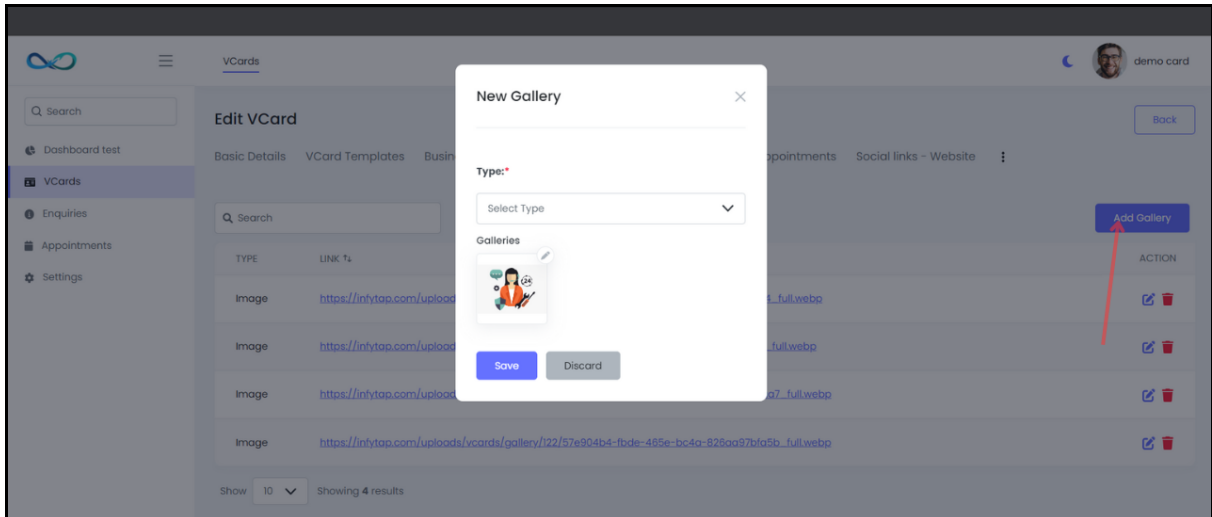 VCards
demo card
Search
Edit VCard
Back
Dashboard test
VCards
Enquiries
Appointments
Settings
Basic Details VCard Templates Busin
ppointments Social links - Website
New Gallery
Type:*
Select Type
Galleries
24
Save Discard
Search
Add Gallery
TYPE LINK ACTION
Image https://infytap.com/upload _full.webp
Image https://infytap.com/upload _full.webp
Image https://infytap.com/upload a7_full.webp
Image https://infytap.com/uploads/vcards/gallery/122/57e904b4-fbde-465e-bc4a-826aa97bfa5b_full.webp
Show 10 Showing 4 results